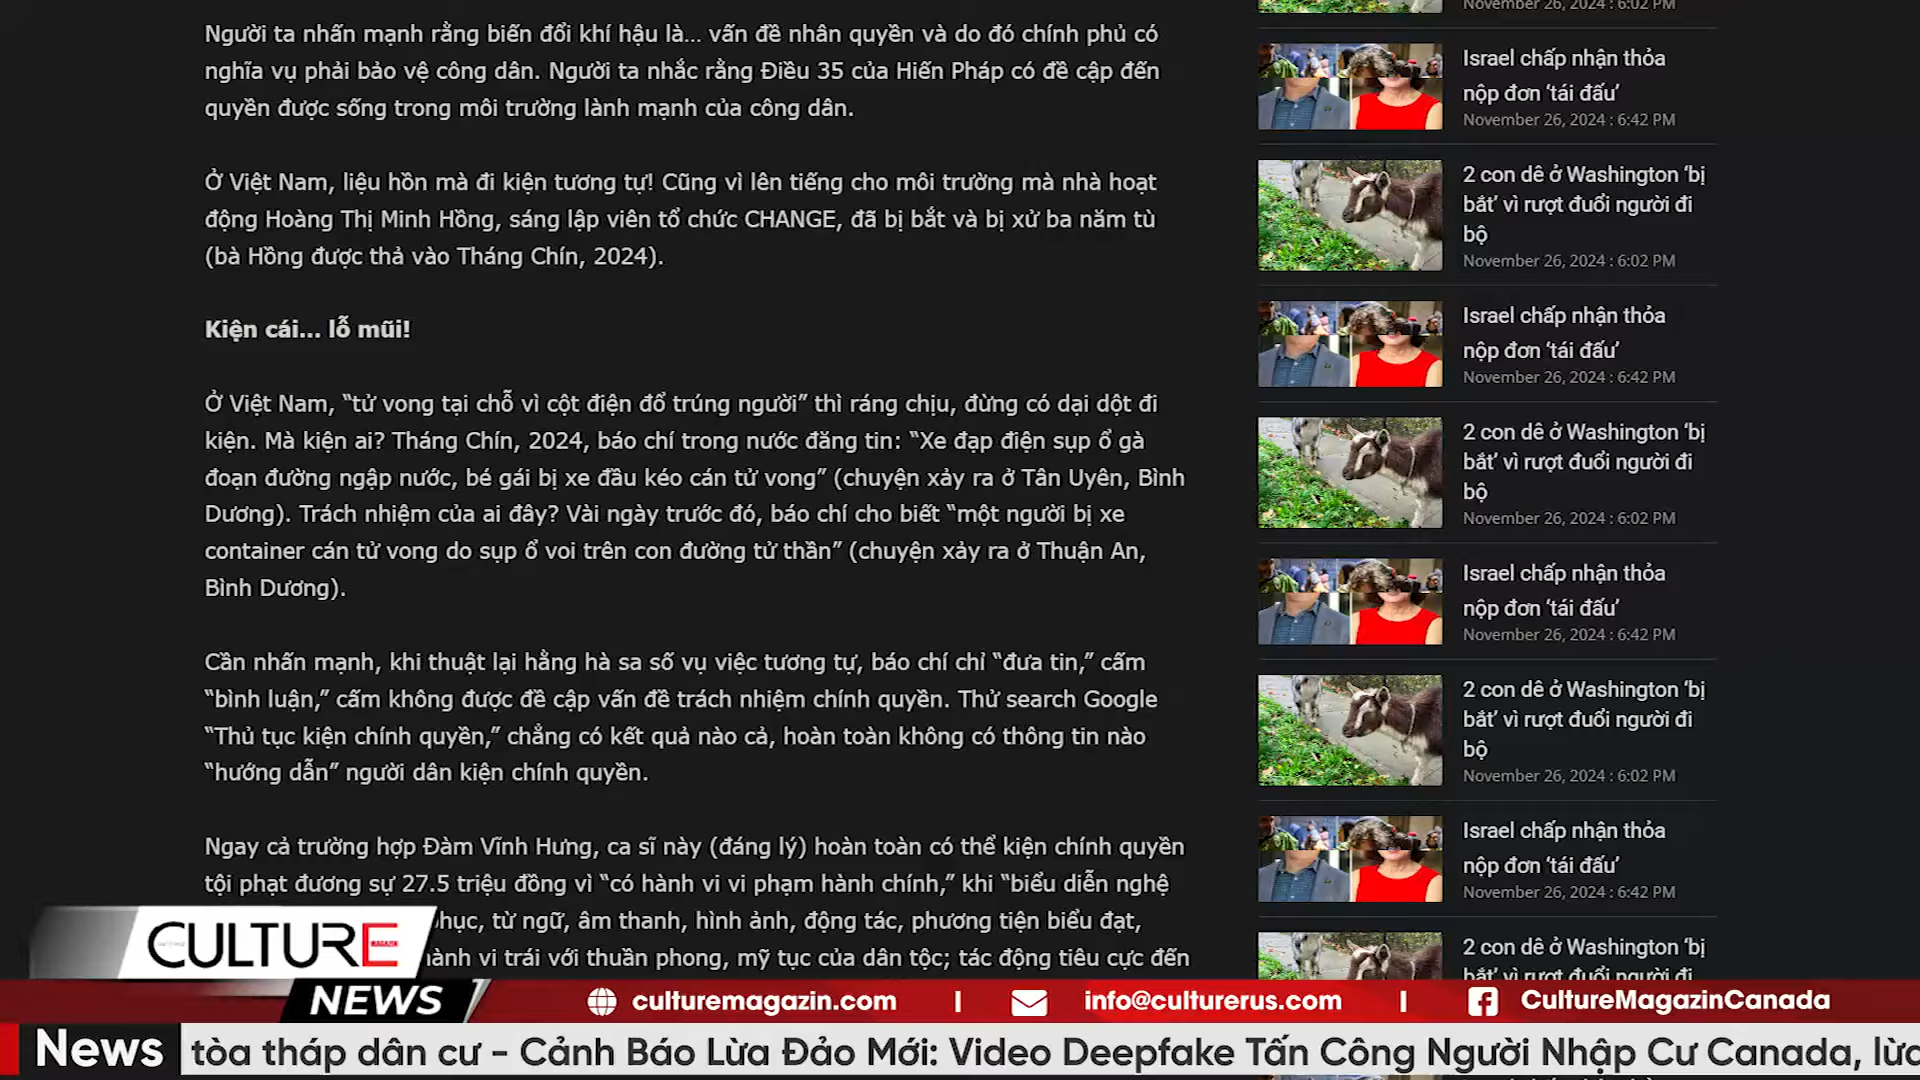 Người ta nhấn mạnh rằng biến đổi khí hậu là... vấn đề nhân quyền và do đó chính phủ có
nghĩa vụ phải bảo vệ công dân. Người ta nhắc rằng Điều 35 của Hiến Pháp có đề cập đến
quyền được sống trong môi trường lành mạnh của công dân.
Ở Việt Nam, liệu hồn mà đi kiện tương tự! Cũng vì lên tiếng cho môi trường mà nhà hoạt
động Hoàng Thị Minh Hồng, sáng lập viên tổ chức CHANGE, đã bị bắt và bị xử ba năm tù
(bà Hồng được thả vào Tháng Chín, 2024).
Kiện cái... lỗ mũi!
Ở Việt Nam, “tử vong tại chỗ vì cột điện đổ trúng người” thì ráng chịu, đừng có dại dột đi
kiện. Mà kiện ai? Tháng Chín, 2024, báo chí trong nước đăng tin: “Xe đạp điện sụp ổ gà
đoạn đường ngập nước, bé gái bị xe đầu kéo cán tử vong” (chuyện xảy ra ở Tân Uyên, Bình
Dương). Trách nhiệm của ai đây? Vài ngày trước đó, báo chí cho biết “một người bị xe
container cán tử vong do sụp ổ voi trên con đường tử thần” (chuyện xảy ra ở Thuận An,
Bình Dương).
Cần nhấn mạnh, khi thuật lại hằng hà sa số vụ việc tương tự, báo chí chỉ “đưa tin,” cấm
“bình luận,” cấm không được đề cập vấn đề trách nhiệm chính quyền. Thử search Google
“Thủ tục kiện chính quyền,” chẳng có kết quả nào cả, hoàn toàn không có thông tin nào
“hướng dẫn” người dân kiện chính quyền.
Ngay cả trường hợp Đàm Vĩnh Hưng, ca sĩ này (đáng lý) hoàn toàn có thể kiện chính quyền
tội phạt đương sự 27.5 triệu đồng vì “có hành vi vi phạm hành chính,” khi “biểu diễn nghệ
phục, từ ngữ, âm thanh, hình ảnh, động tác, phương tiện biểu đạt,
hành vi trái với thuần phong, mỹ tục của dân tộc; tác động tiêu cực đến
November 26, 2024 : 6:02 PM
Israel chấp nhận thỏa
nộp đơn ‘tái đấu’
November 26, 2024 : 6:42 PM
2 con dê ở Washington ‘bị
bắt’ vì rượt đuổi người đi
bộ
November 26, 2024 : 6:02 PM
Israel chấp nhận thỏa
nộp đơn ‘tái đấu’
November 26, 2024 : 6:42 PM
2 con dê ở Washington ‘bị
bắt’ vì rượt đuổi người đi
bộ
November 26, 2024 : 6:02 PM
Israel chấp nhận thỏa
nộp đơn ‘tái đấu’
November 26, 2024 : 6:42 PM
2 con dê ở Washington ‘bị
bắt’ vì rượt đuổi người đi
bộ
November 26, 2024 : 6:02 PM
Israel chấp nhận thỏa
nộp đơn ‘tái đấu’
November 26, 2024 : 6:42 PM
2 con dê ở Washington ‘bị
bắt’ vì rượt đuổi người đi
CULTURE
MAGAZIN
NEWS
culturemagazin.com | info@culturerus.com | CultureMagazinCanada
News tòa tháp dân cư - Cảnh Báo Lừa Đảo Mới: Video Deepfake Tấn Công Người Nhập Cư Canada,